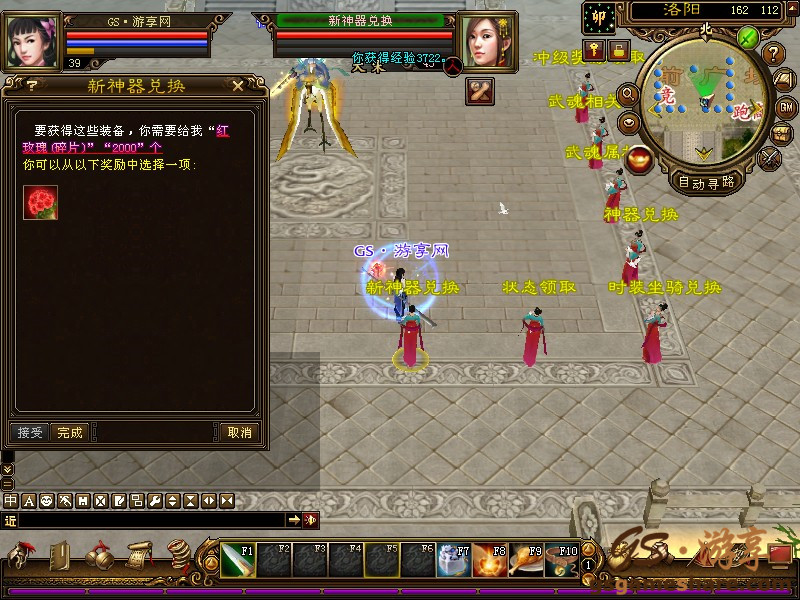 GS·游享网
39
新神器兑换
你获得经验3722。
洛阳 162 112
北
卯
GM
自动寻路
? 新神器兑换
要获得这些装备，你需要给我“红
玫瑰(碎片)”“2000”个
你可以从以下奖励中选择一项:
接受 完成 取消
武魂相关
武魂属
神器兑换
GS·游享网
新神器兑换
状态领取
时装坐骑兑换
中 A
近
F1 F2 F3 F4 F5 F6 F7 F8 F9 F10
1
GS·游享